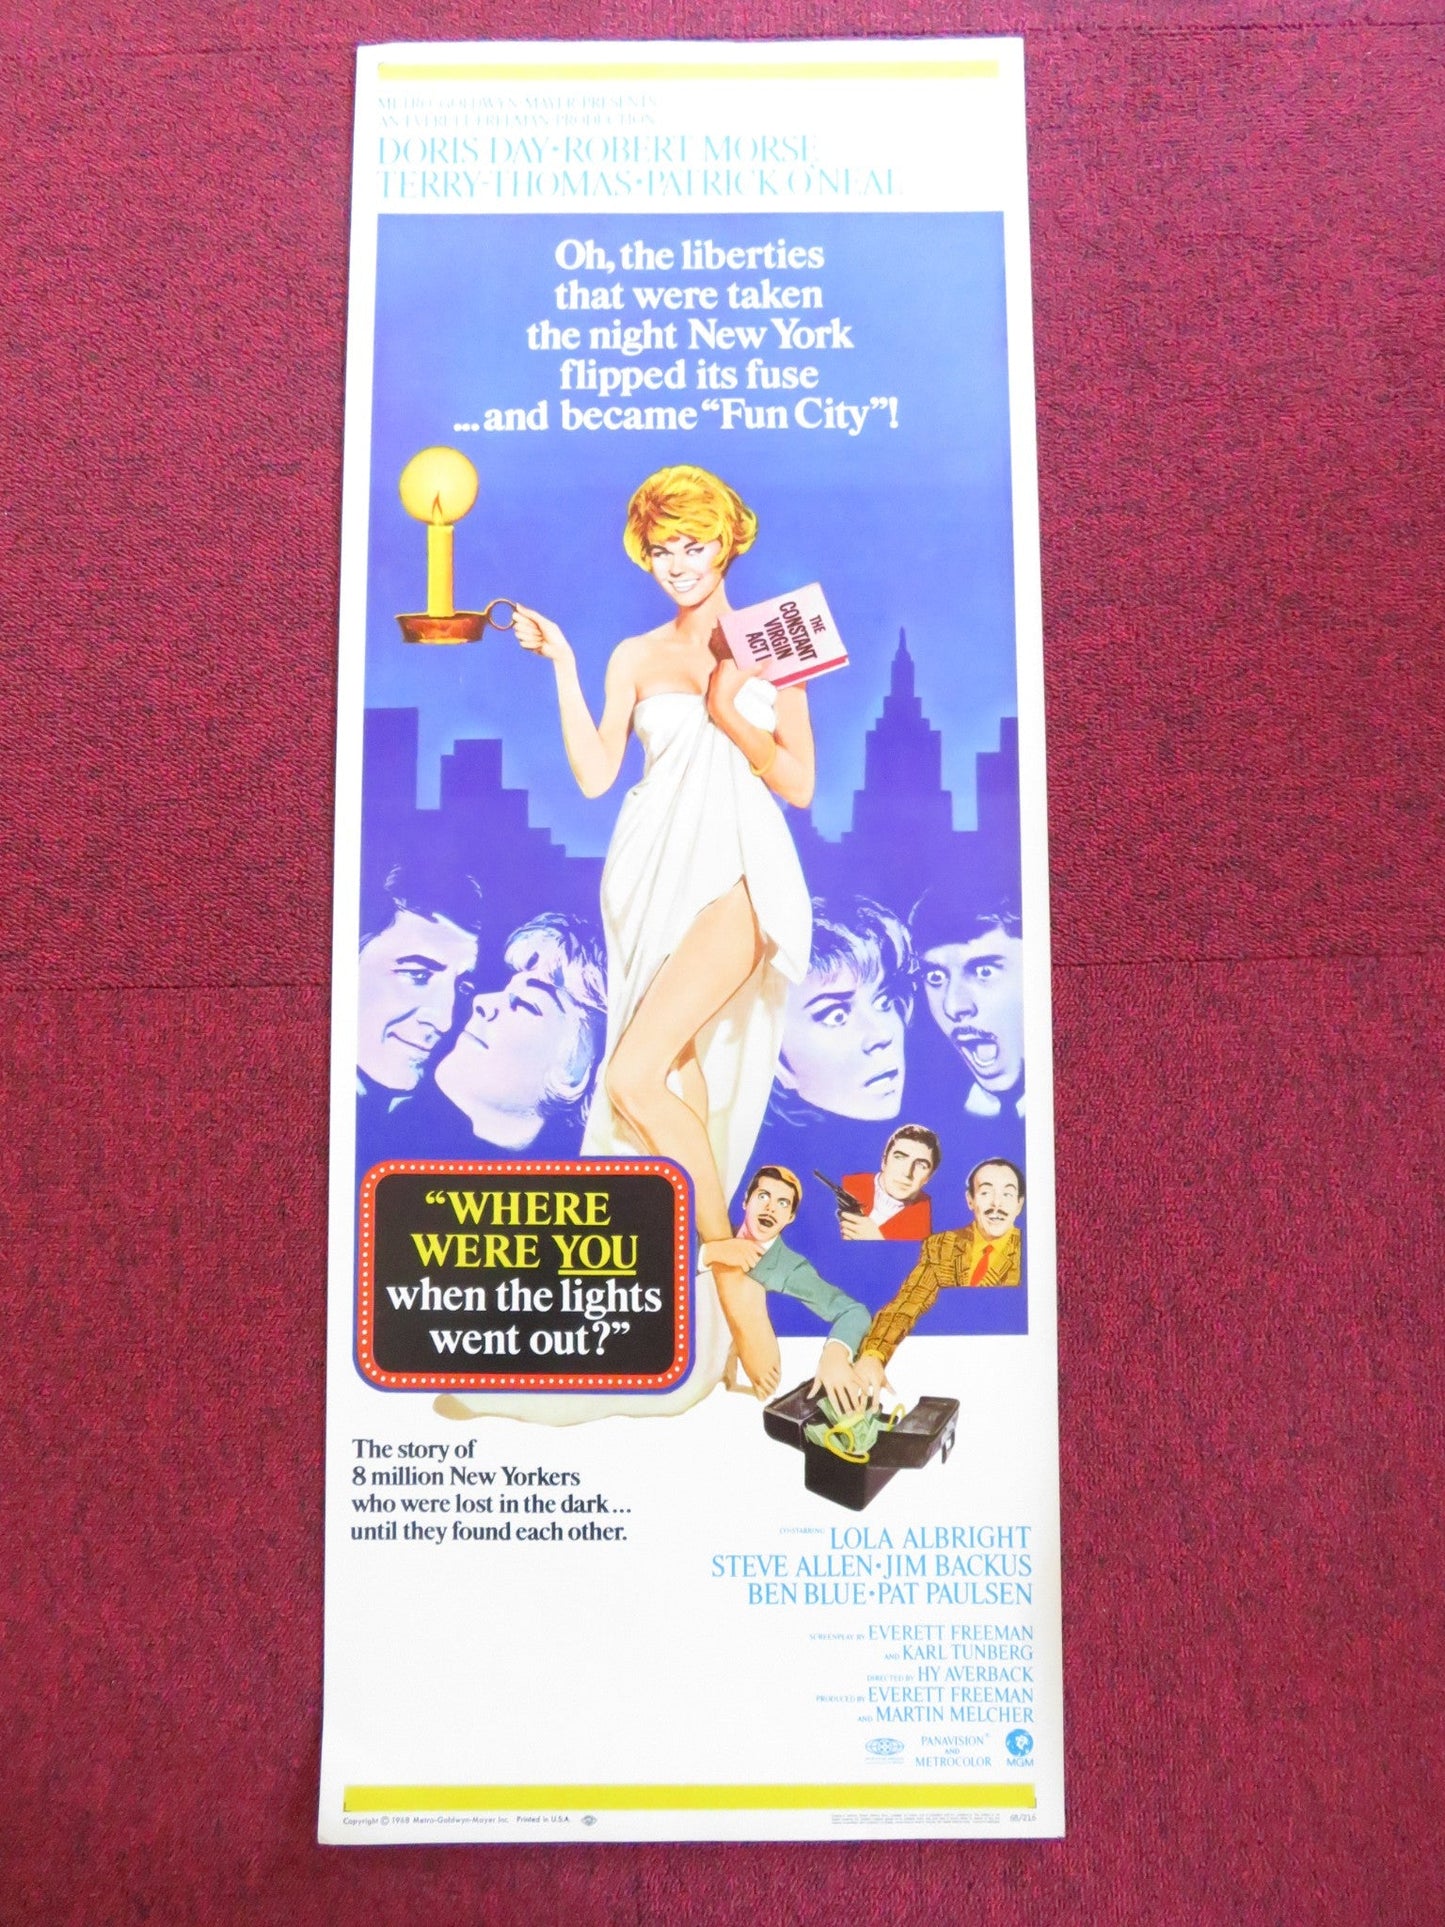 METRO-GOLDWYN-MAYER PRESENTS
AN EVERETT FREEMAN PRODUCTION
DORIS DAY•ROBERT MORSE
TERRY-THOMAS•PATRICK O'NEAL
Oh, the liberties
that were taken
the night New York
flipped its fuse
...and became “Fun City”!
THE
CONSTANT
VIRGIN
ACT I
“WHERE
WERE YOU
when the lights
went out?”
The story of
8 million New Yorkers
who were lost in the dark...
until they found each other.
CO-STARRING LOLA ALBRIGHT
STEVE ALLEN•JIM BACKUS
BEN BLUE•PAT PAULSEN
SCREENPLAY BY EVERETT FREEMAN
AND KARL TUNBERG
DIRECTED BY HY AVERBACK
PRODUCED BY EVERETT FREEMAN
AND MARTIN MELCHER
PANAVISION®
AND
METROCOLOR
MGM
Copyright © 1968 Metro-Goldwyn-Mayer Inc. Printed in U.S.A.
68/216